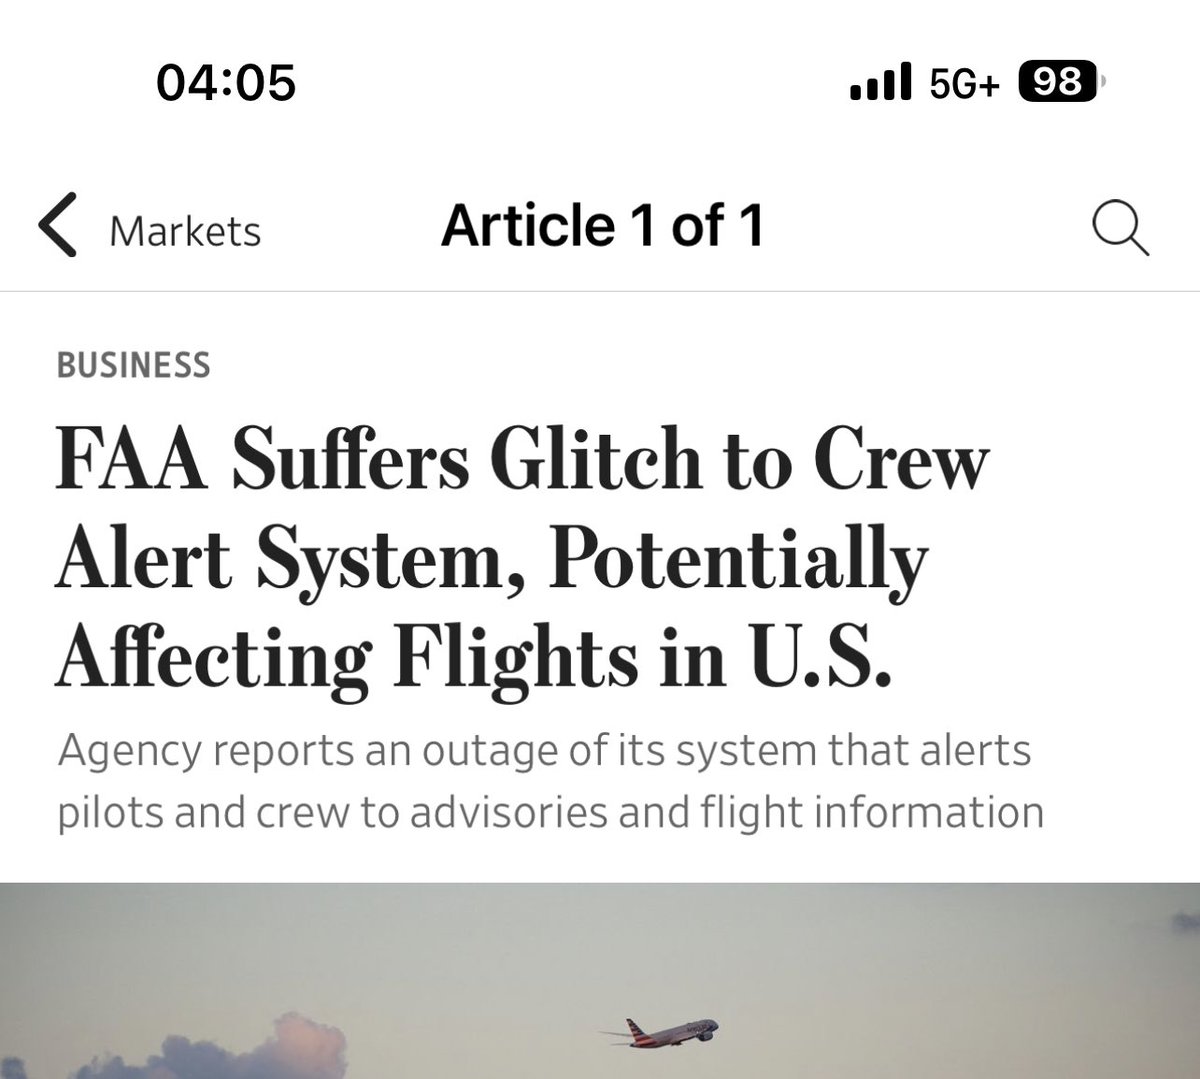 04:05
5G+ 98
Markets
Article 1 of 1
BUSINESS
FAA Suffers Glitch to Crew
Alert System, Potentially
Affecting Flights in U.S.
Agency reports an outage of its system that alerts
pilots and crew to advisories and flight information